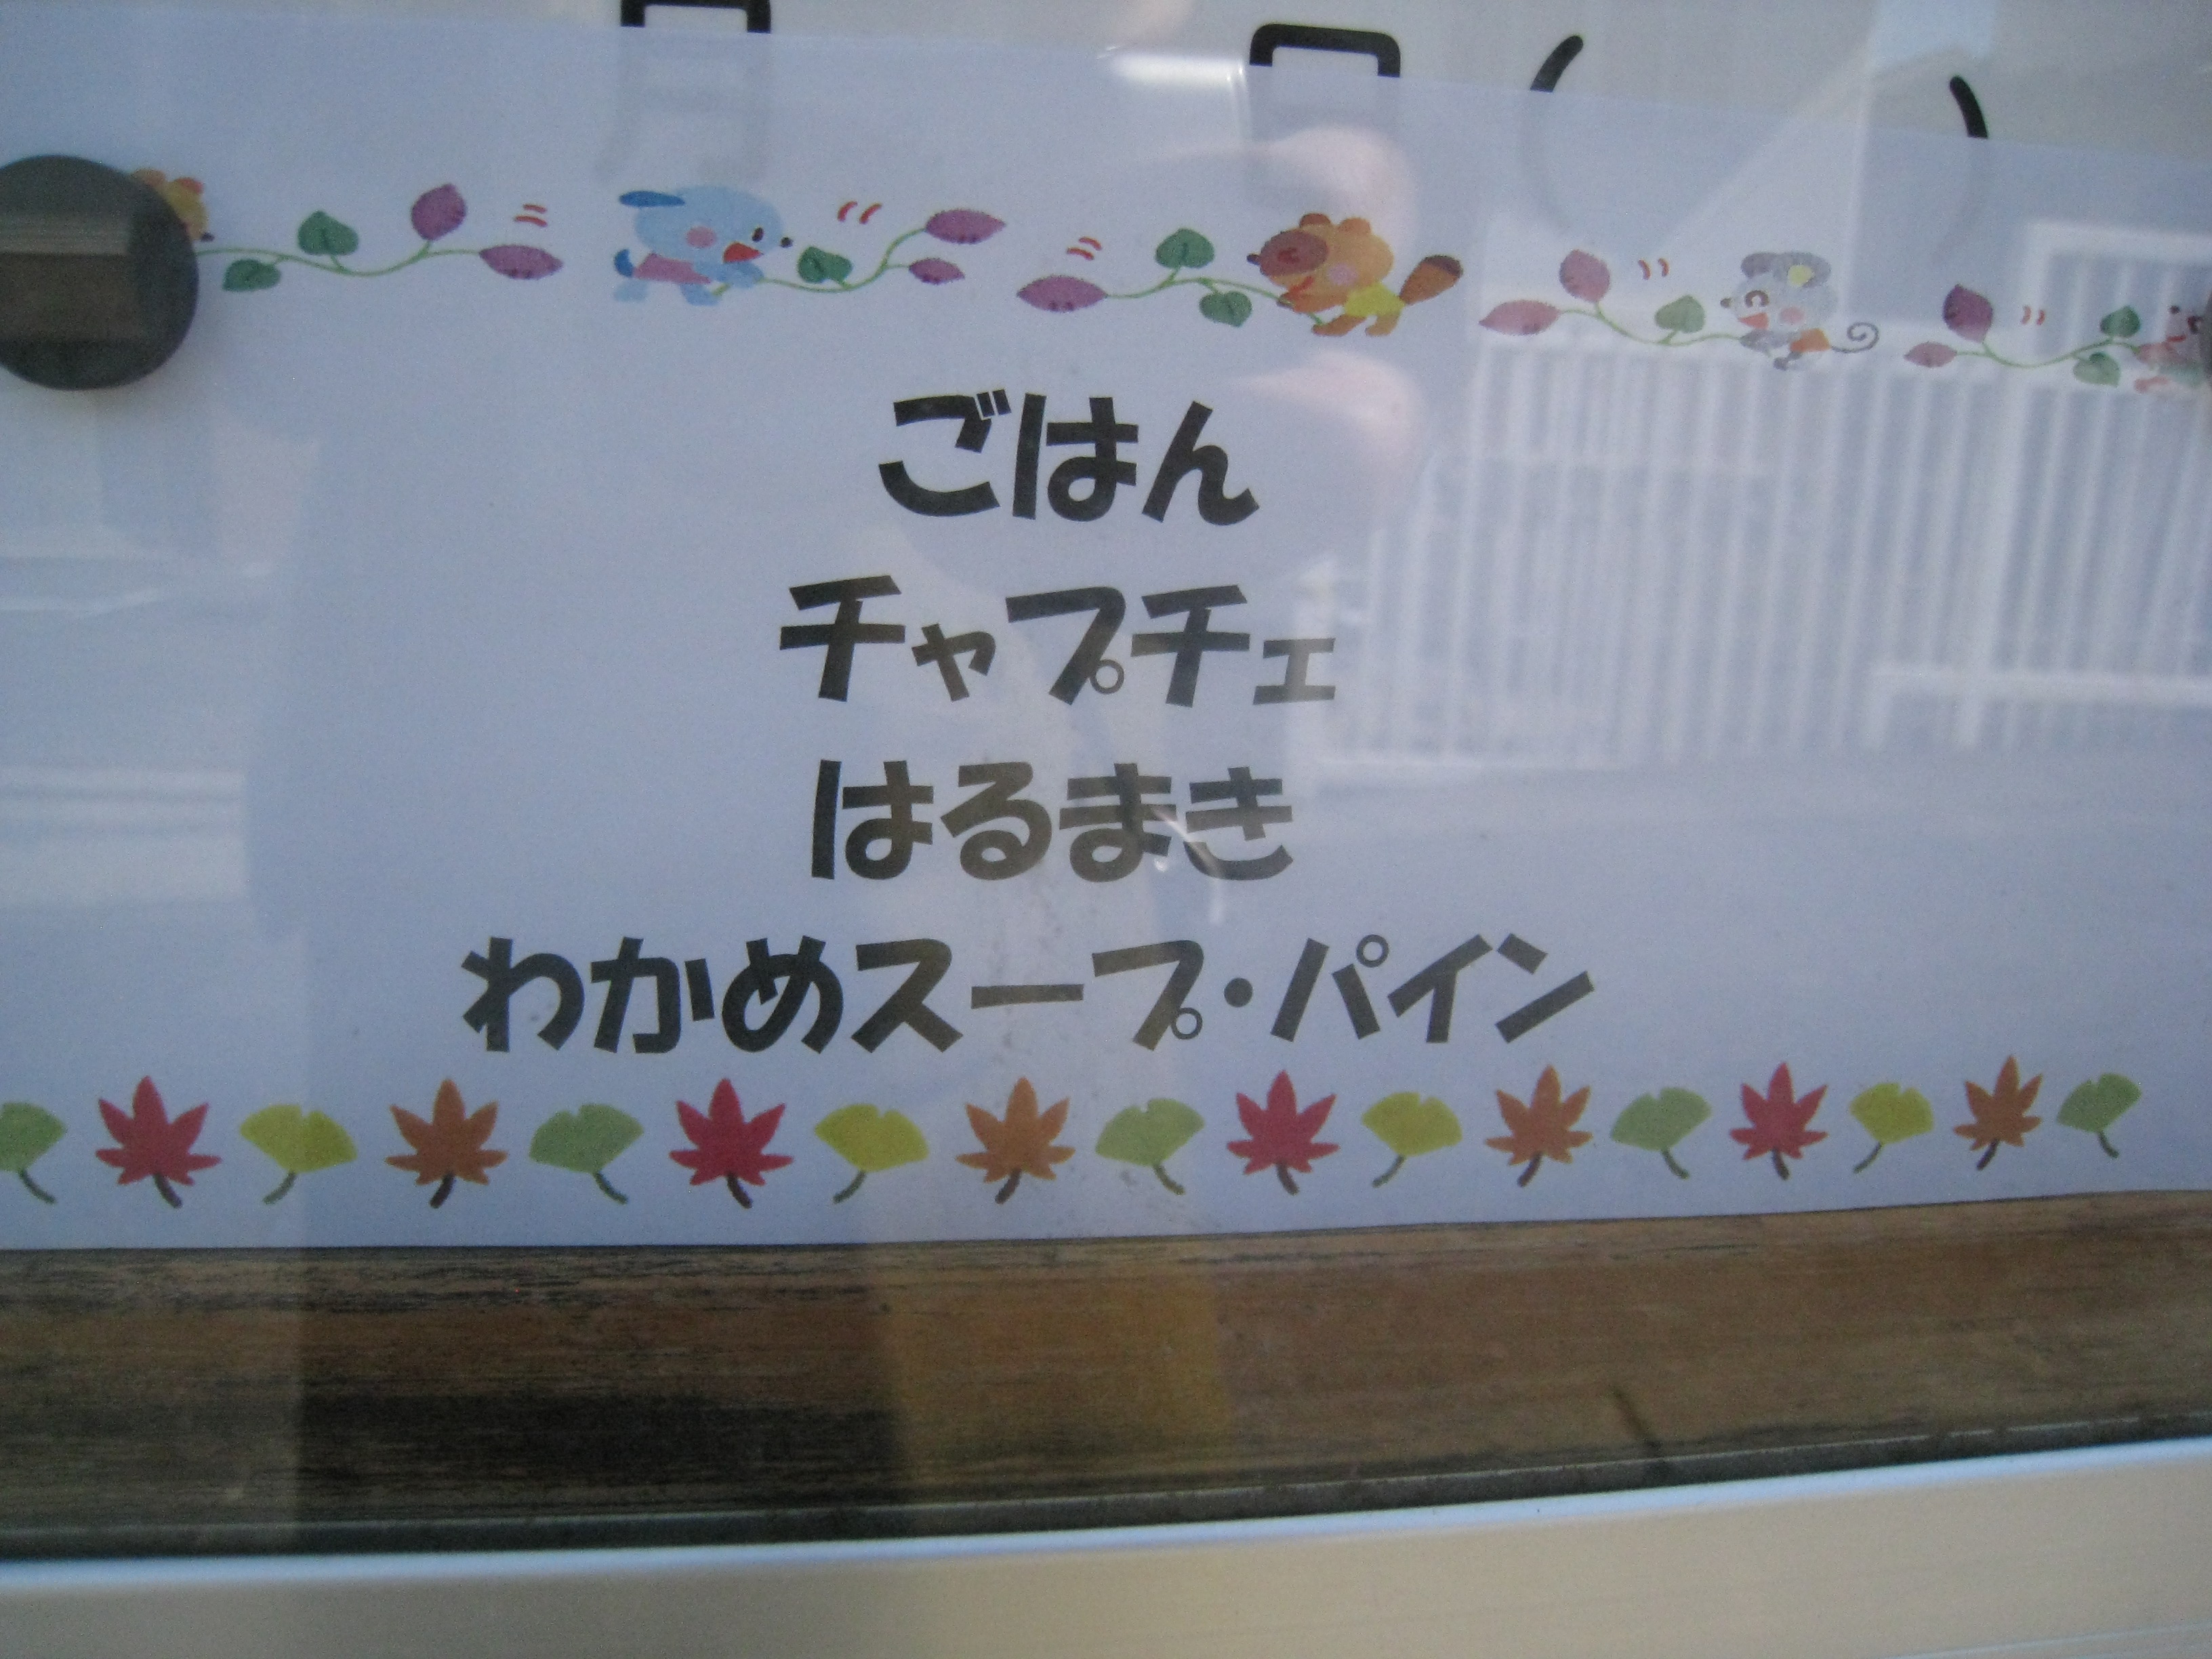 ごはん
チャプチェ
はるまき
わかめスープ・パイン